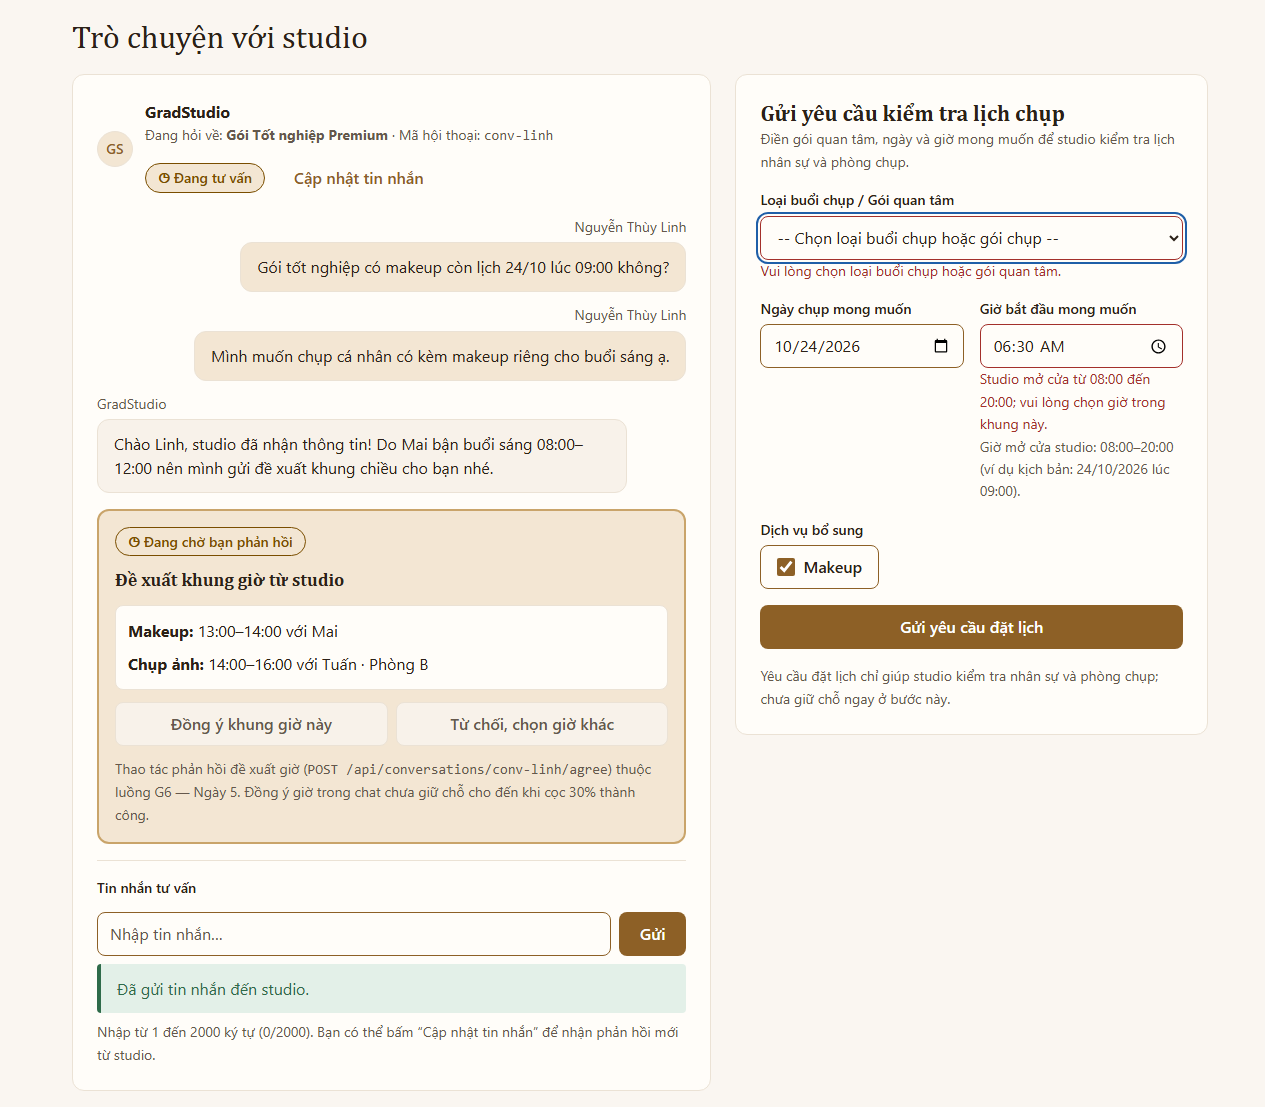 Trò chuyện với studio
GS
GradStudio
Đang hỏi về: Gói Tốt nghiệp Premium · Mã hội thoại: conv-linh
Đang tư vấn
Cập nhật tin nhắn
Nguyễn Thùy Linh
Gói tốt nghiệp có makeup còn lịch 24/10 lúc 09:00 không?
Nguyễn Thùy Linh
Mình muốn chụp cá nhân có kèm makeup riêng cho buổi sáng ạ.
GradStudio
Chào Linh, studio đã nhận thông tin! Do Mai bận buổi sáng 08:00–
12:00 nên mình gửi đề xuất khung chiều cho bạn nhé.
Đang chờ bạn phản hồi
Đề xuất khung giờ từ studio
Makeup: 13:00–14:00 với Mai
Chụp ảnh: 14:00–16:00 với Tuấn · Phòng B
Đồng ý khung giờ này
Từ chối, chọn giờ khác
Thao tác phản hồi đề xuất giờ (POST /api/conversations/conv-linh/agree) thuộc
luồng G6 — Ngày 5. Đồng ý giờ trong chat chưa giữ chỗ cho đến khi cọc 30% thành
công.
Tin nhắn tư vấn
Nhập tin nhắn...
Gửi
Đã gửi tin nhắn đến studio.
Nhập từ 1 đến 2000 ký tự (0/2000). Bạn có thể bấm “Cập nhật tin nhắn” để nhận phản hồi mới
từ studio.
Gửi yêu cầu kiểm tra lịch chụp
Điền gói quan tâm, ngày và giờ mong muốn để studio kiểm tra lịch
nhân sự và phòng chụp.
Loại buổi chụp / Gói quan tâm
-- Chọn loại buổi chụp hoặc gói chụp --
Vui lòng chọn loại buổi chụp hoặc gói quan tâm.
Ngày chụp mong muốn
10/24/2026
Giờ bắt đầu mong muốn
06:30 AM
Studio mở cửa từ 08:00 đến
20:00; vui lòng chọn giờ trong
khung này.
Giờ mở cửa studio: 08:00–20:00
(ví dụ kịch bản: 24/10/2026 lúc
09:00).
Dịch vụ bổ sung
Makeup
Gửi yêu cầu đặt lịch
Yêu cầu đặt lịch chỉ giúp studio kiểm tra nhân sự và phòng chụp;
chưa giữ chỗ ngay ở bước này.